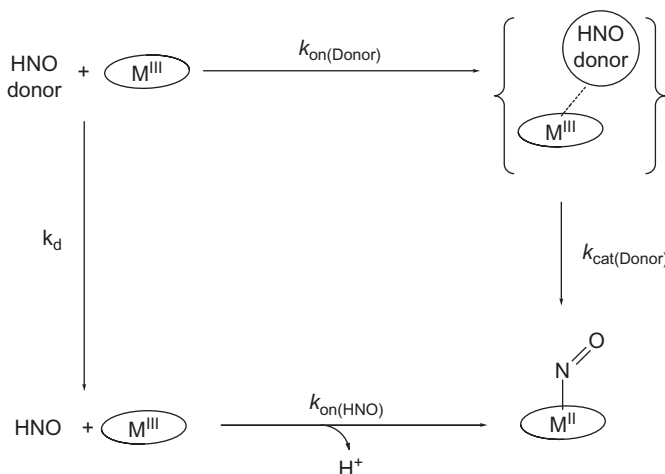 HNO donor + M^III
k_on(Donor)
HNO donor
M^III
k_d
k_cat(Donor)
N=O
M^II
HNO + M^III
k_on(HNO)
H^+